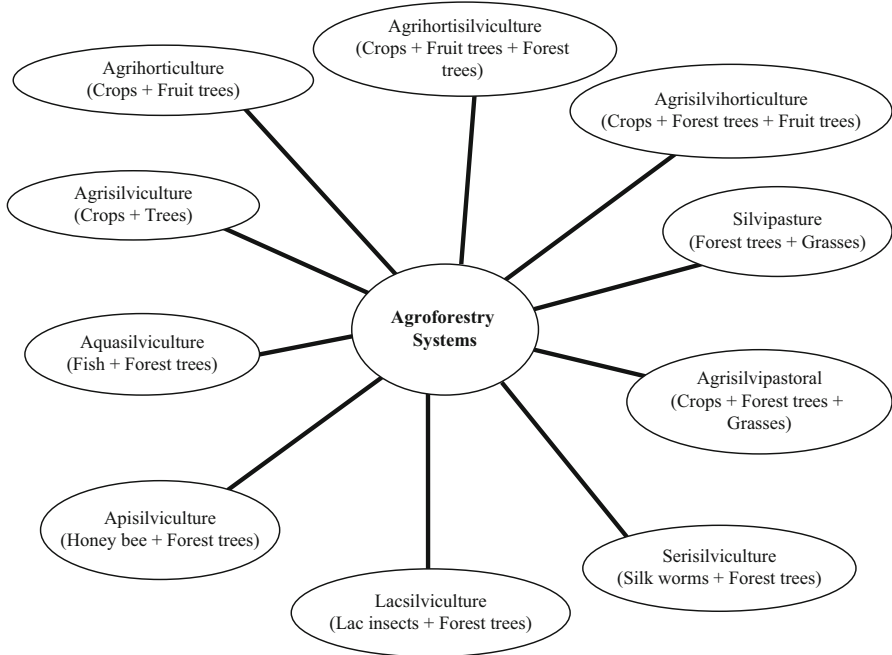 Agrihortisilviculture
(Crops + Fruit trees + Forest
trees)
Agrihorticulture
(Crops + Fruit trees)
Agrisilvihorticulture
(Crops + Forest trees + Fruit trees)
Agrisilviculture
(Crops + Trees)
Silvipasture
(Forest trees + Grasses)
Agroforestry
Systems
Aquasilviculture
(Fish + Forest trees)
Agrisilvipastoral
(Crops + Forest trees +
Grasses)
Apisilviculture
(Honey bee + Forest trees)
Serisilviculture
(Silk worms + Forest trees)
Lacsilviculture
(Lac insects + Forest trees)